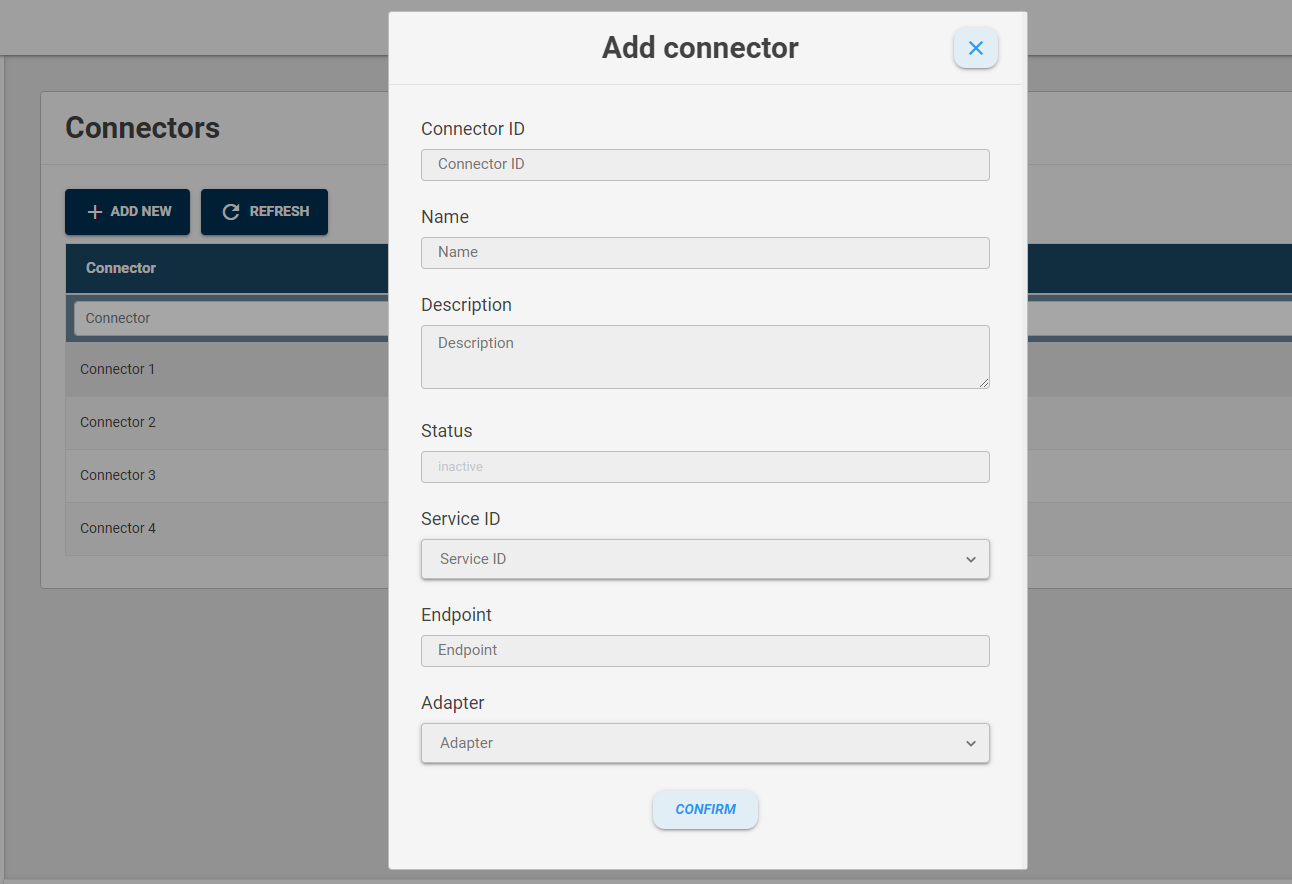 Add connector
Connectors
ADD NEW
REFRESH
Connector
Connector
Connector 1
Connector 2
Connector 3
Connector 4
Connector ID
Connector ID
Name
Name
Description
Description
Status
inactive
Service ID
Service ID
Endpoint
Endpoint
Adapter
Adapter
CONFIRM